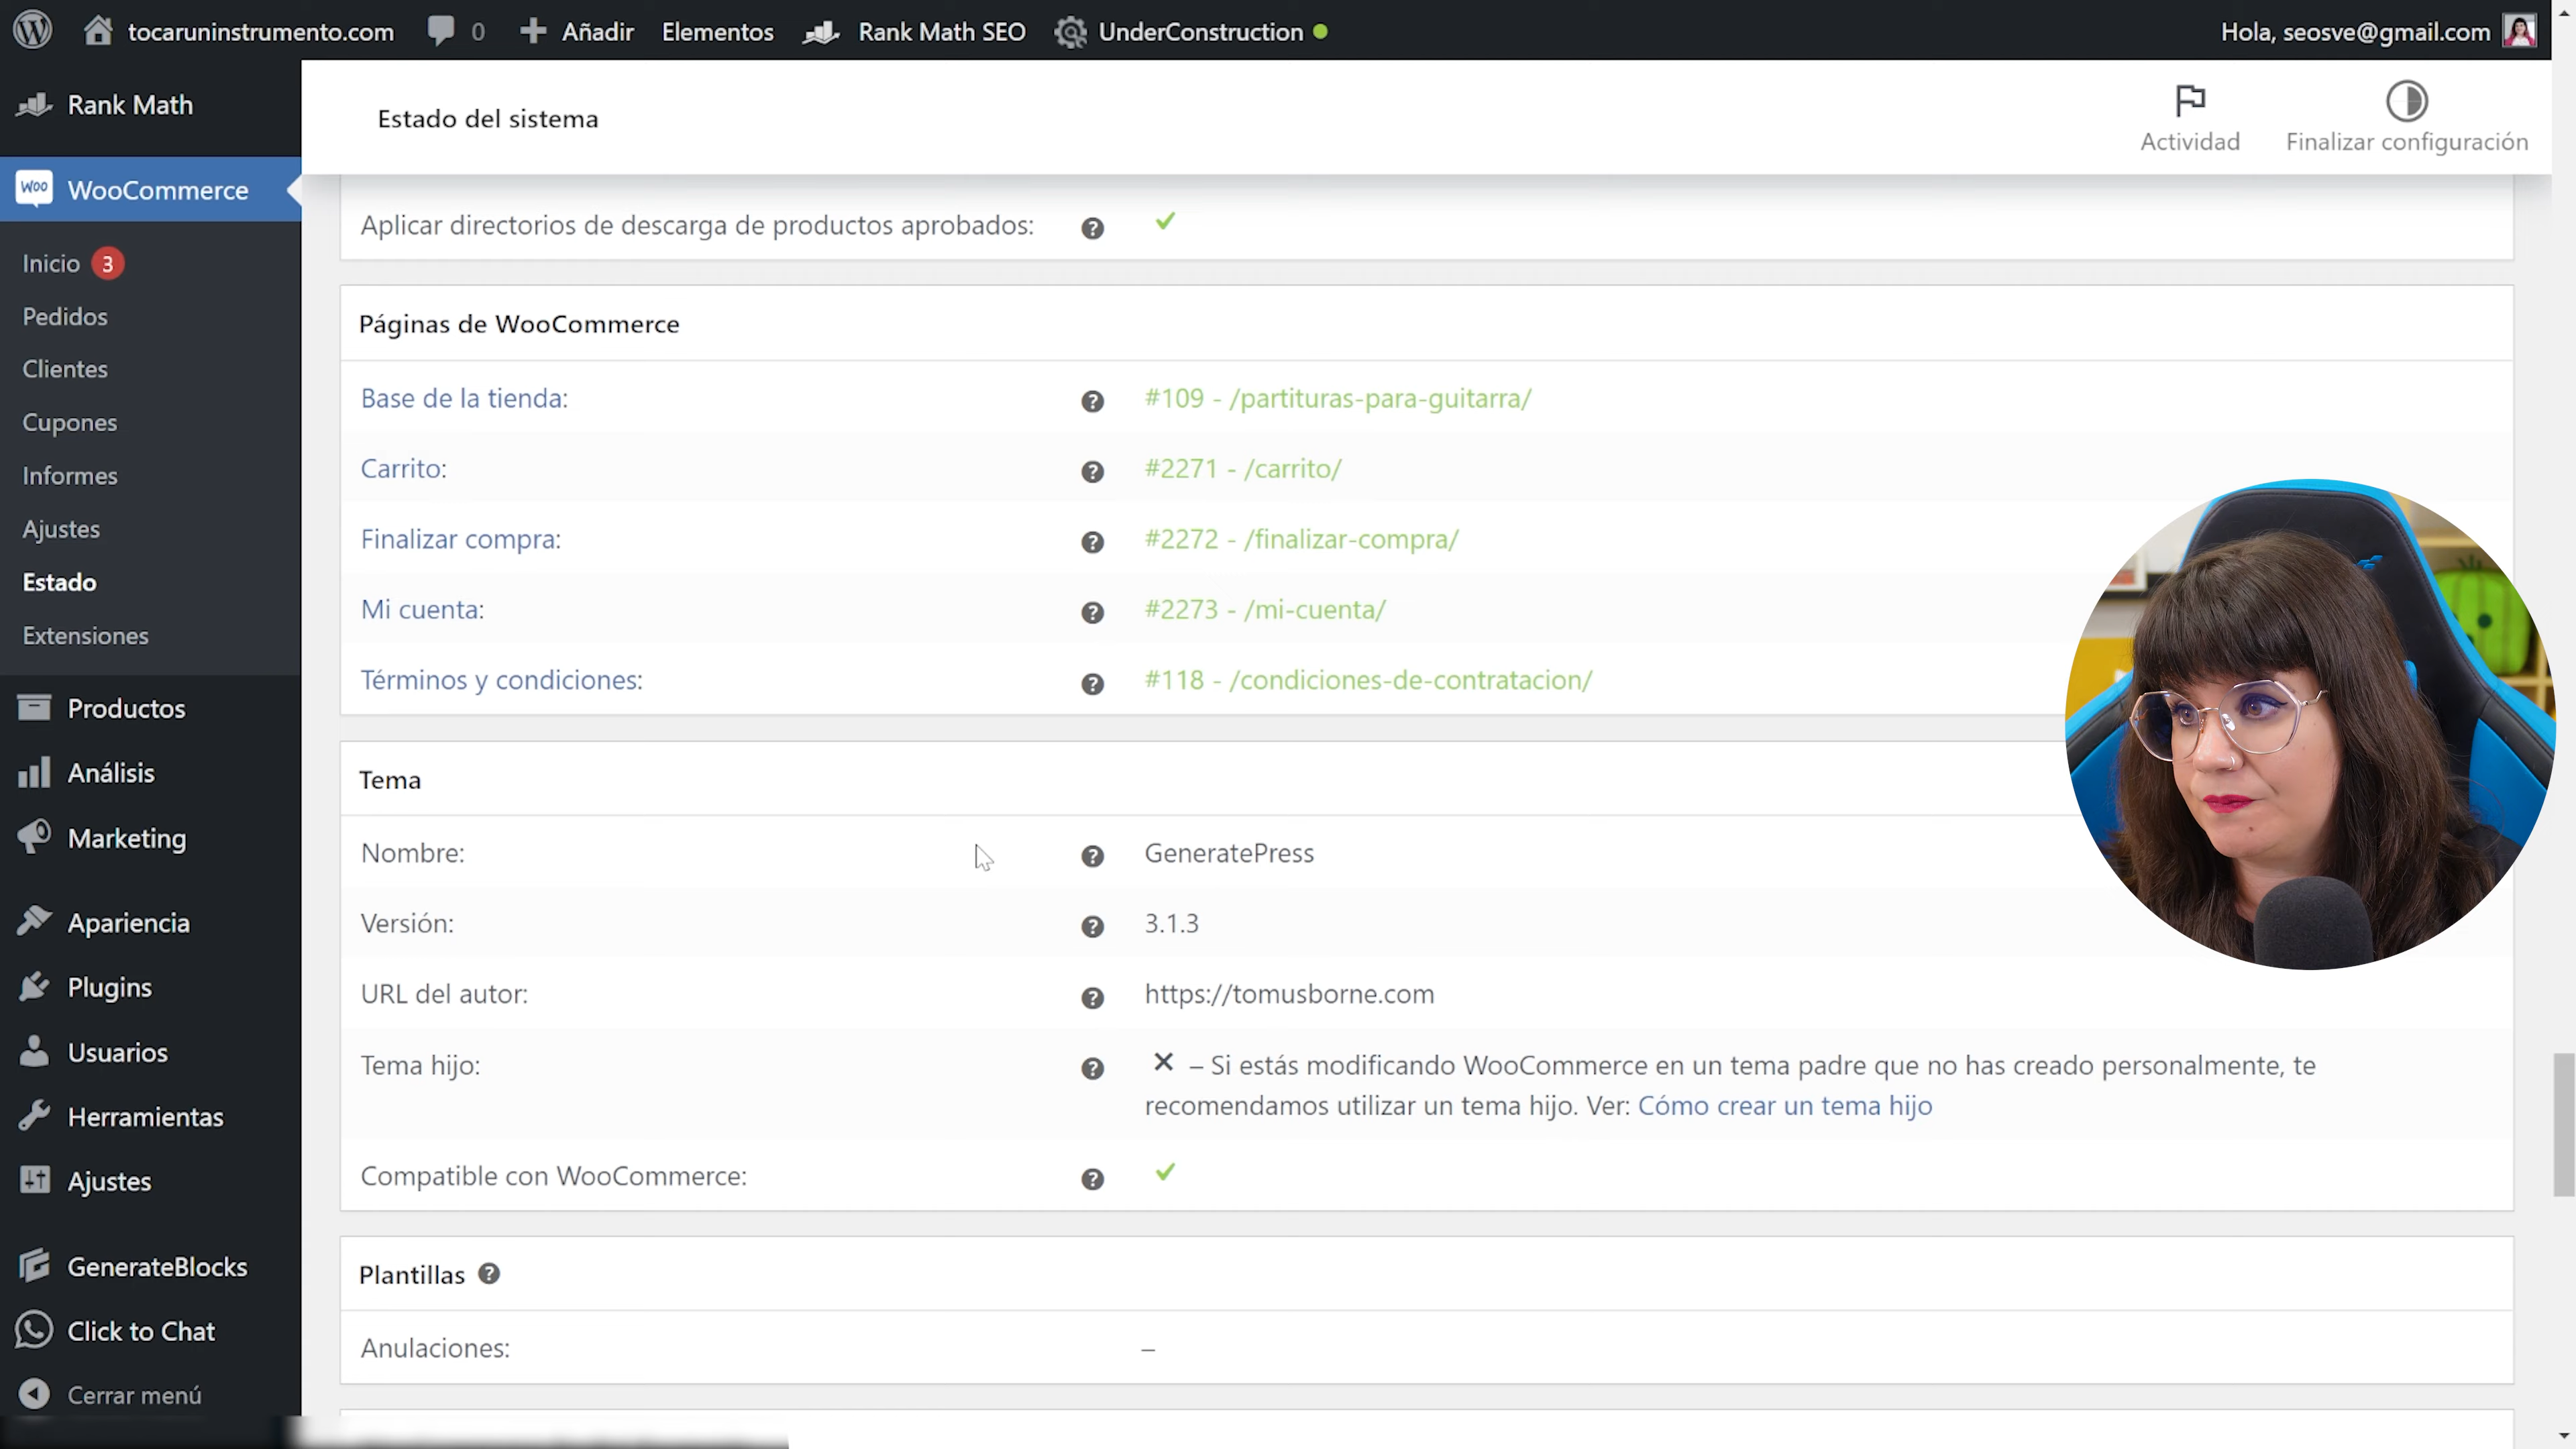 tocaruninstrumento.com 0 Añadir Elementos Rank Math SEO UnderConstruction Hola, seosve@gmail.com
Rank Math
WooCommerce
Inicio 3
Pedidos
Clientes
Cupones
Informes
Ajustes
Estado
Extensiones
Productos
Análisis
Marketing
Apariencia
Plugins
Usuarios
Herramientas
Ajustes
GenerateBlocks
Click to Chat
Cerrar menú
Estado del sistema
Actividad
Finalizar configuración
Aplicar directorios de descarga de productos aprobados:
Páginas de WooCommerce
Base de la tienda: #109 - /partituras-para-guitarra/
Carrito: #2271 - /carrito/
Finalizar compra: #2272 - /finalizar-compra/
Mi cuenta: #2273 - /mi-cuenta/
Términos y condiciones: #118 - /condiciones-de-contratacion/
Tema
Nombre: GeneratePress
Versión: 3.1.3
URL del autor: https://tomusborne.com
Tema hijo: – Si estás modificando WooCommerce en un tema padre que no has creado personalmente, te
recomendamos utilizar un tema hijo. Ver: Cómo crear un tema hijo
Compatible con WooCommerce:
Plantillas
Anulaciones: –